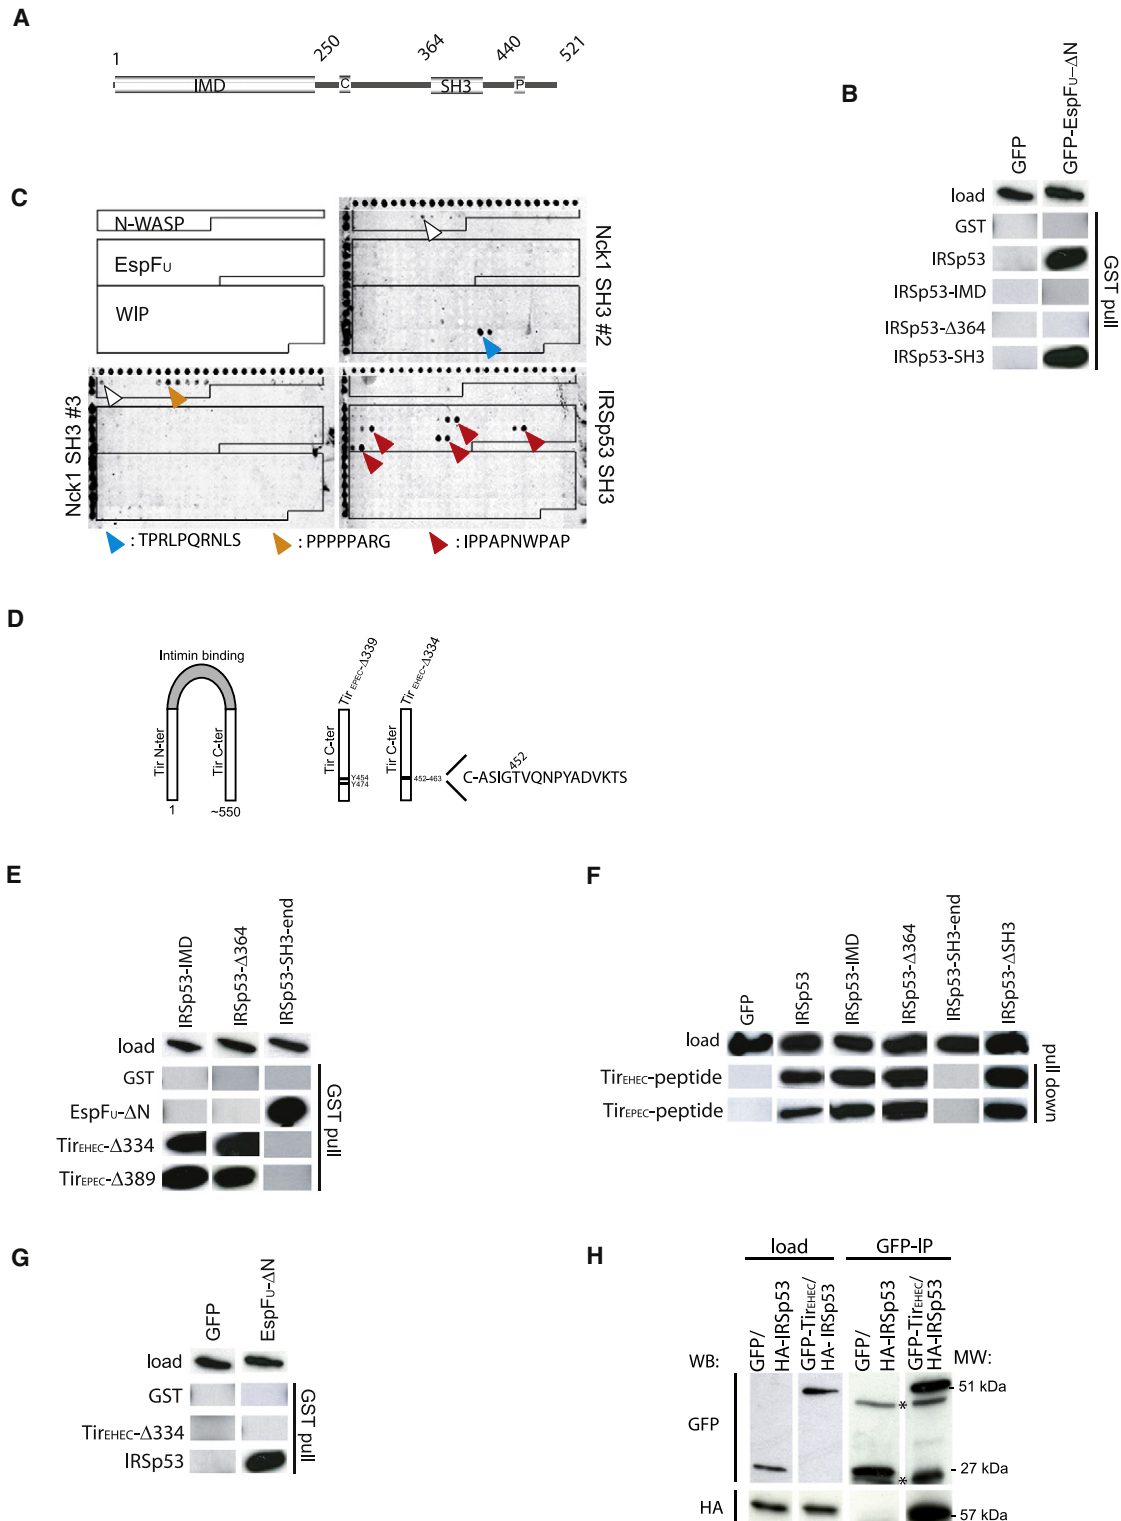 A
1 250 364 440 521
IMD C SH3 P
B
GFP
GFP-EspFU-ΔN
load
GST
IRSp53
IRSp53-IMD
IRSp53-Δ364
IRSp53-SH3
GST pull
C
N-WASP
EspFU
WIP
Nck1 SH3 #2
Nck1 SH3 #3
IRSp53 SH3
: TPRLPQRNLS : PPPPPARG : IPPAPNWPAP
D
Intimin binding
Tir N-ter
Tir C-ter
1 ~550
Tir EPEC-Δ339
Tir C-ter
Y454
Y474
Tir EHEC-Δ334
Tir C-ter
452-463
452
C-ASIGTVQNPYADVKTS
E
IRSp53-IMD
IRSp53-Δ364
IRSp53-SH3-end
load
GST
EspFU-ΔN
TirEHEC-Δ334
TirEPEC-Δ389
GST pull
F
GFP
IRSp53
IRSp53-IMD
IRSp53-Δ364
IRSp53-SH3-end
IRSp53-ΔSH3
load
TirEHEC-peptide
TirEPEC-peptide
pull down
G
GFP
EspFU-ΔN
load
GST
TirEHEC-Δ334
IRSp53
GST pull
H
load GFP-IP
GFP/
HA-IRSp53
GFP-TirEHEC/
HA-IRSp53
GFP/
HA-IRSp53
GFP-TirEHEC/
HA-IRSp53
WB: MW:
GFP
* - 51 kDa
* - 27 kDa
HA - 57 kDa